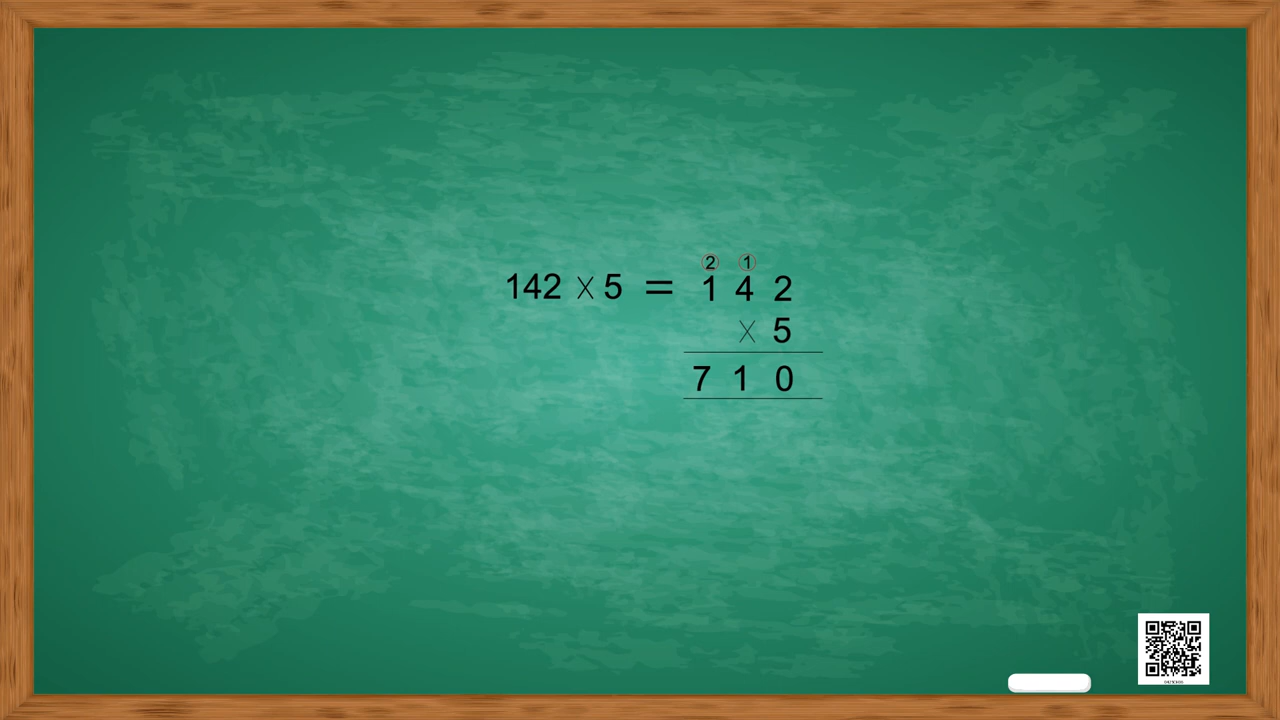 ② ①
142 × 5 = 1 4 2
× 5
7 1 0